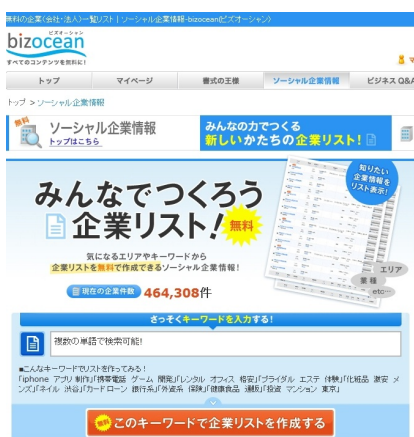 無料の企業(会社・法人)一覧リスト｜ソーシャル企業情報-bizocean(ビズオーシャン)
ビズオーシャン
bizocean
すべてのコンテンツを無料に!
トップ マイページ 書式の王様 ソーシャル企業情報 ビジネス Q&A
トップ > ソーシャル企業情報
無料 ソーシャル企業情報
トップはこちら
みんなの力でつくる
新しいかたちの企業リスト!
みんなでつくろう
企業リスト! 無料
知りたい
企業情報を
リスト表示!
気になるエリアやキーワードから
企業リストを無料で作成できるソーシャル企業情報!
エリア
業種
etc…
現在の企業件数 464,308件
さっそくキーワードを入力する!
複数の単語で検索可能!
■こんなキーワードでリストを作ってみる!
「iphone アプリ 制作」「携帯電話 ゲーム 開発」「レンタル オフィス 格安」「ブライダル エステ 体験」「化粧品 激安 メ
ンズ」「ネイル 渋谷」「カードローン 銀行系」「外資系 保険」「健康食品 通販」「投資 マンション 東京」
無料 このキーワードで企業リストを作成する